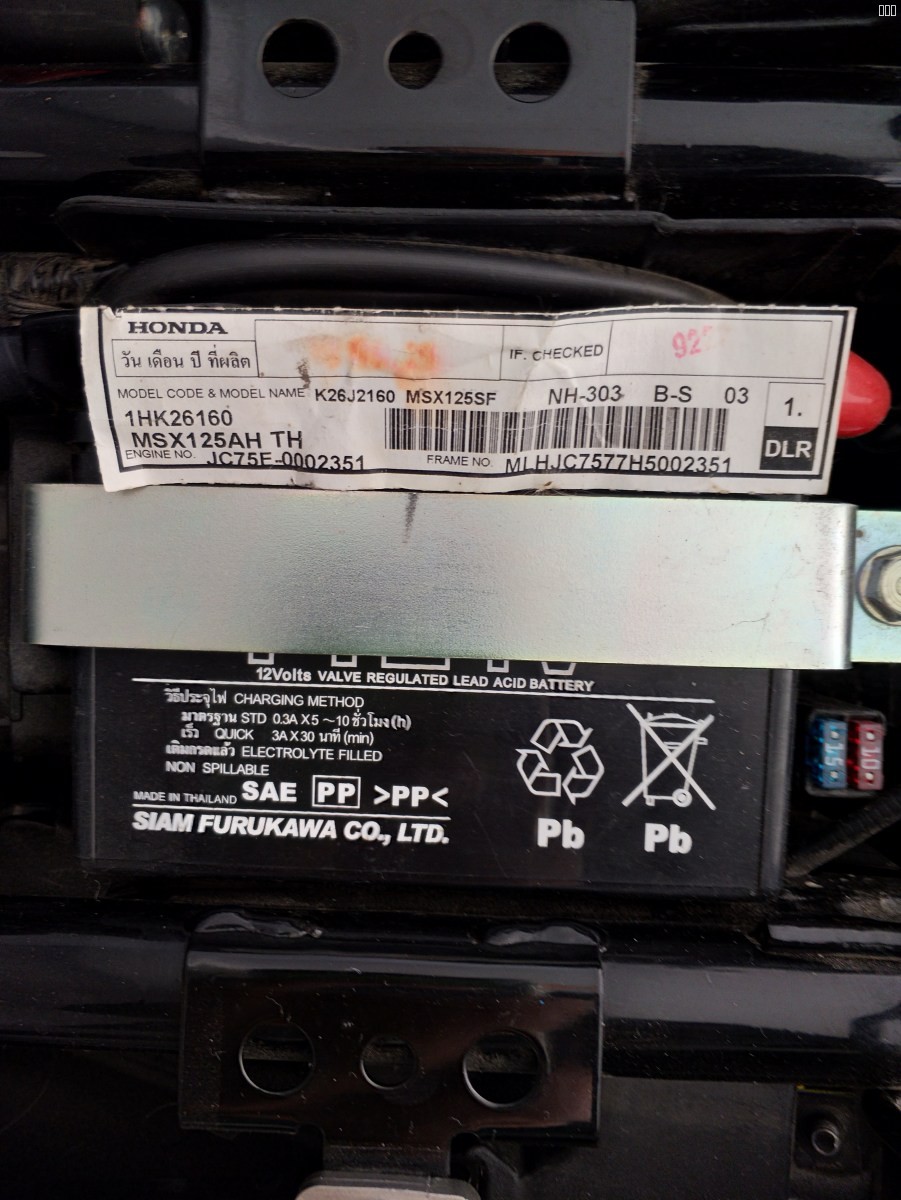 HONDA
วัน เดือน ปี ที่ผลิต
IF. CHECKED
92
MODEL CODE & MODEL NAME K26J2160 MSX125SF NH-303 B-S 03
1HK26160
MSX125AH TH
1.
DLR
ENGINE NO. JC75E-0002351 FRAME NO. MLHJC7577H5002351
12Volts VALVE REGULATED LEAD ACID BATTERY
วิธีประจุไฟ CHARGING METHOD
มาตรฐาน STD 0.3A X 5 ~ 10 ชั่วโมง (h)
เร็ว QUICK 3A X 30 นาที (min)
เติมกรดแล้ว ELECTROLYTE FILLED
NON SPILLABLE
MADE IN THAILAND SAE PP >PP<
SIAM FURUKAWA CO., LTD.
Pb Pb
15 10